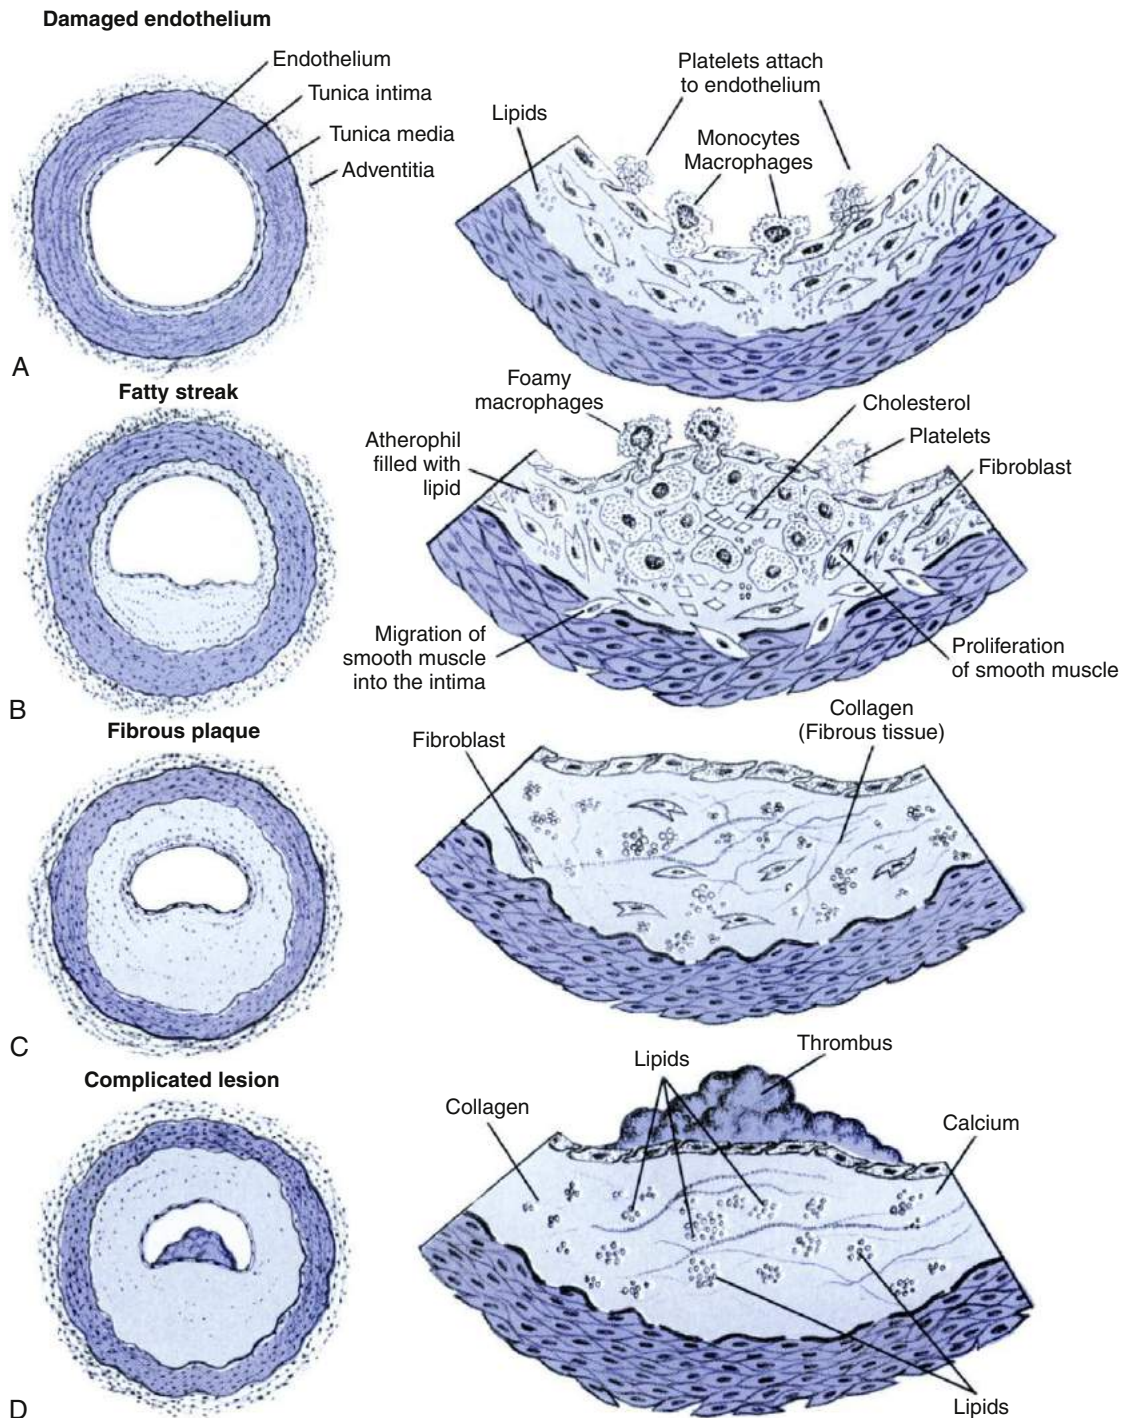 Damaged endothelium
Endothelium
Tunica intima
Tunica media
Adventitia
Platelets attach
to endothelium
Lipids
Monocytes
Macrophages
A
Fatty streak
Foamy
macrophages
Cholesterol
Atherophil
filled with
lipid
Platelets
Fibroblast
Migration of
smooth muscle
into the intima
Proliferation
of smooth muscle
B
Fibrous plaque
Fibroblast
Collagen
(Fibrous tissue)
C
Complicated lesion
Thrombus
Lipids
Collagen
Calcium
Lipids
D